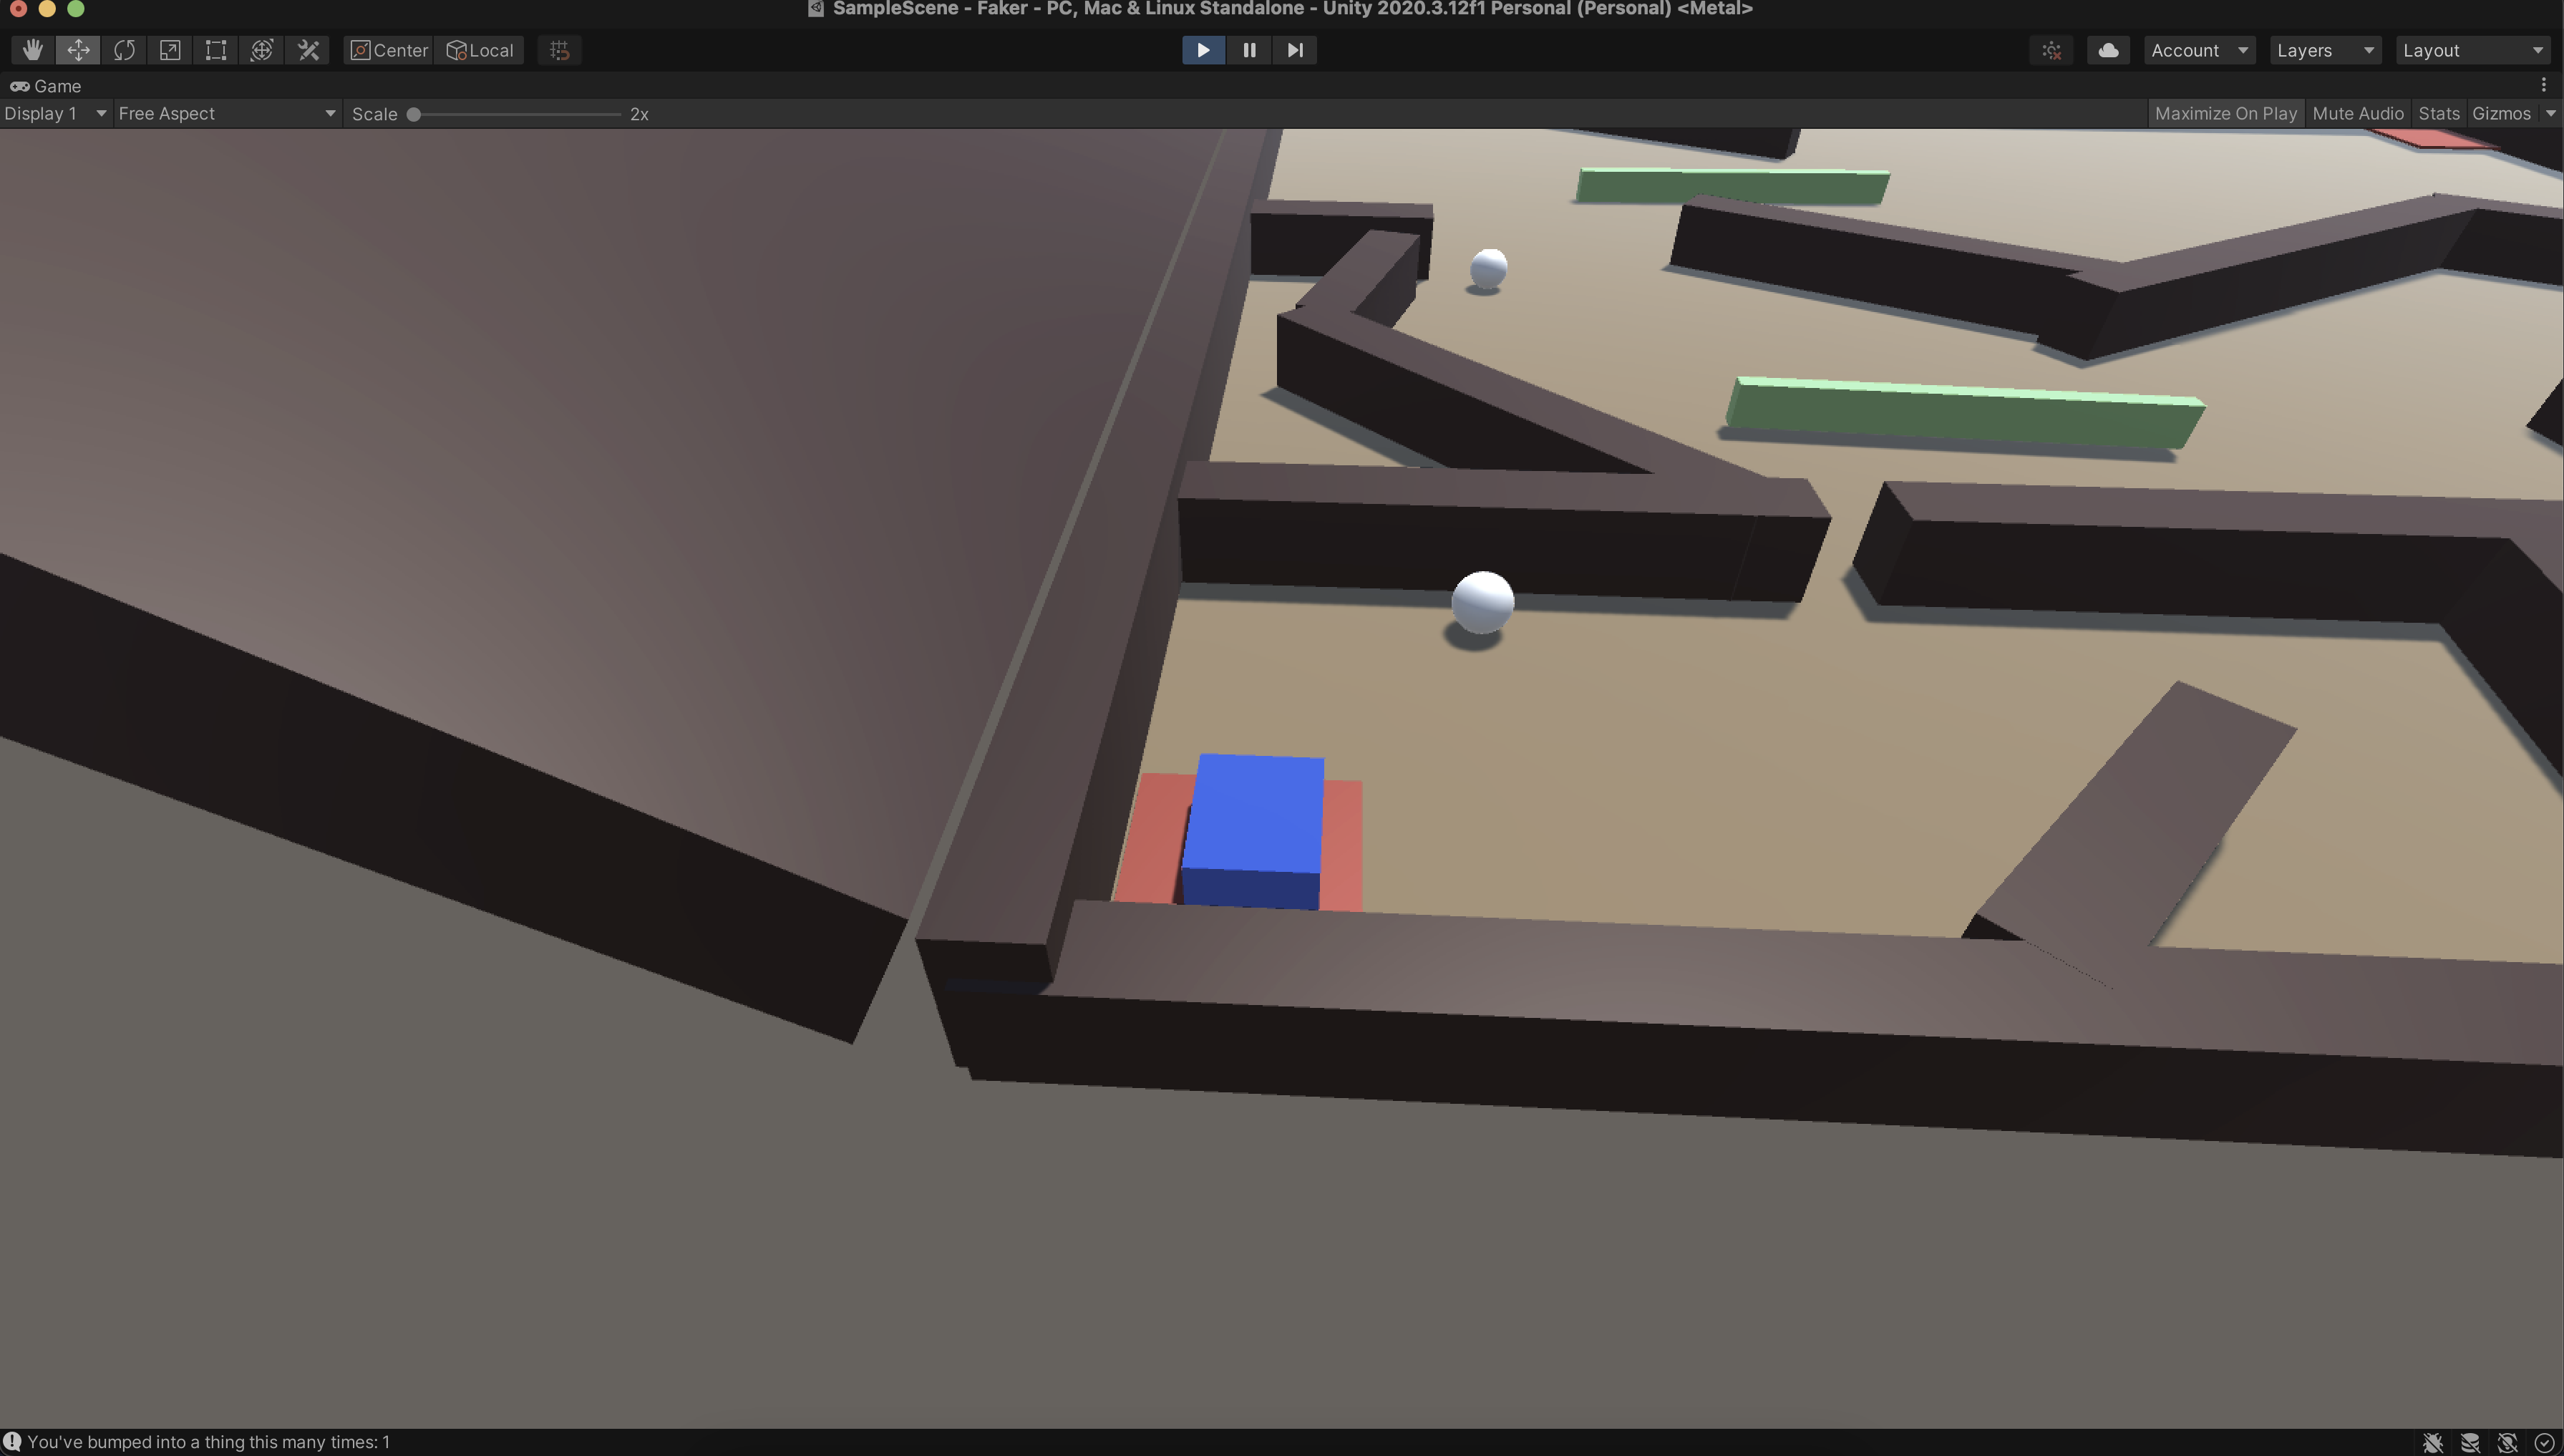 SampleScene - Faker - PC, Mac & Linux Standalone - Unity 2020.3.12f1 Personal (Personal) <Metal>
Center Local Account Layers Layout
Game
Display 1 Free Aspect Scale 2x Maximize On Play Mute Audio Stats Gizmos
You've bumped into a thing this many times: 1